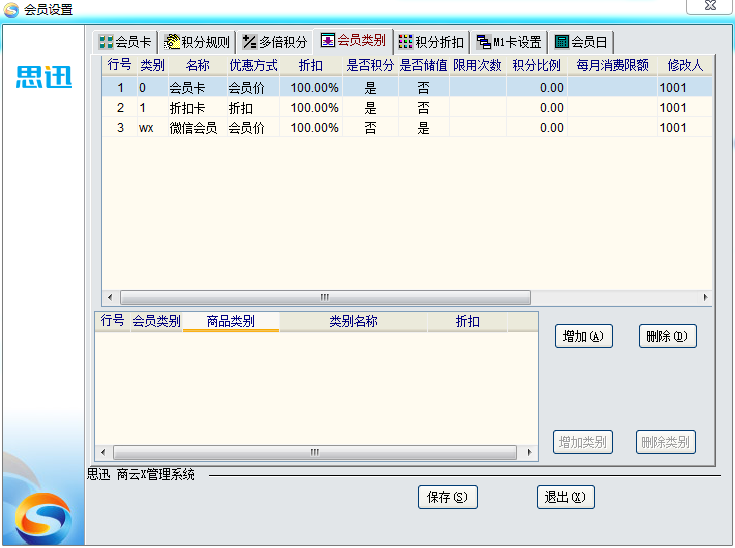 会员设置
会员卡 积分规则 多倍积分 会员类别 积分折扣 M1卡设置 会员日
思迅
行号 类别 名称 优惠方式 折扣 是否积分 是否储值 限用次数 积分比例 每月消费限额 修改人
1 0 会员卡 会员价 100.00% 是 否 0.00 1001
2 1 折扣卡 折扣 100.00% 是 否 0.00 1001
3 wx 微信会员 会员价 100.00% 否 是 0.00 1001
行号 会员类别 商品类别 类别名称 折扣
增加(A) 删除(D)
增加类别 删除类别
思迅 商云X管理系统
保存(S) 退出(X)